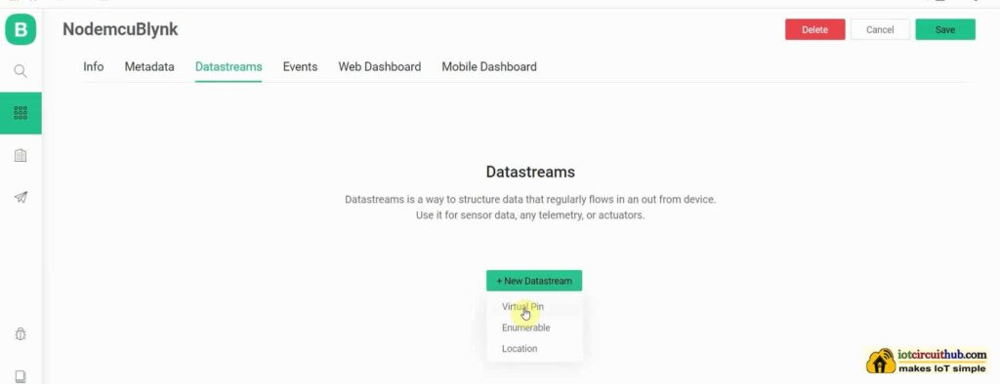 B
NodemcuBlynk
Delete
Cancel
Save
Info
Metadata
Datastreams
Events
Web Dashboard
Mobile Dashboard
Datastreams
Datastreams is a way to structure data that regularly flows in an out from device.
Use it for sensor data, any telemetry, or actuators.
+ New Datastream
Virtual Pin
Enumerable
Location
iotcircuithub.com
makes IoT simple